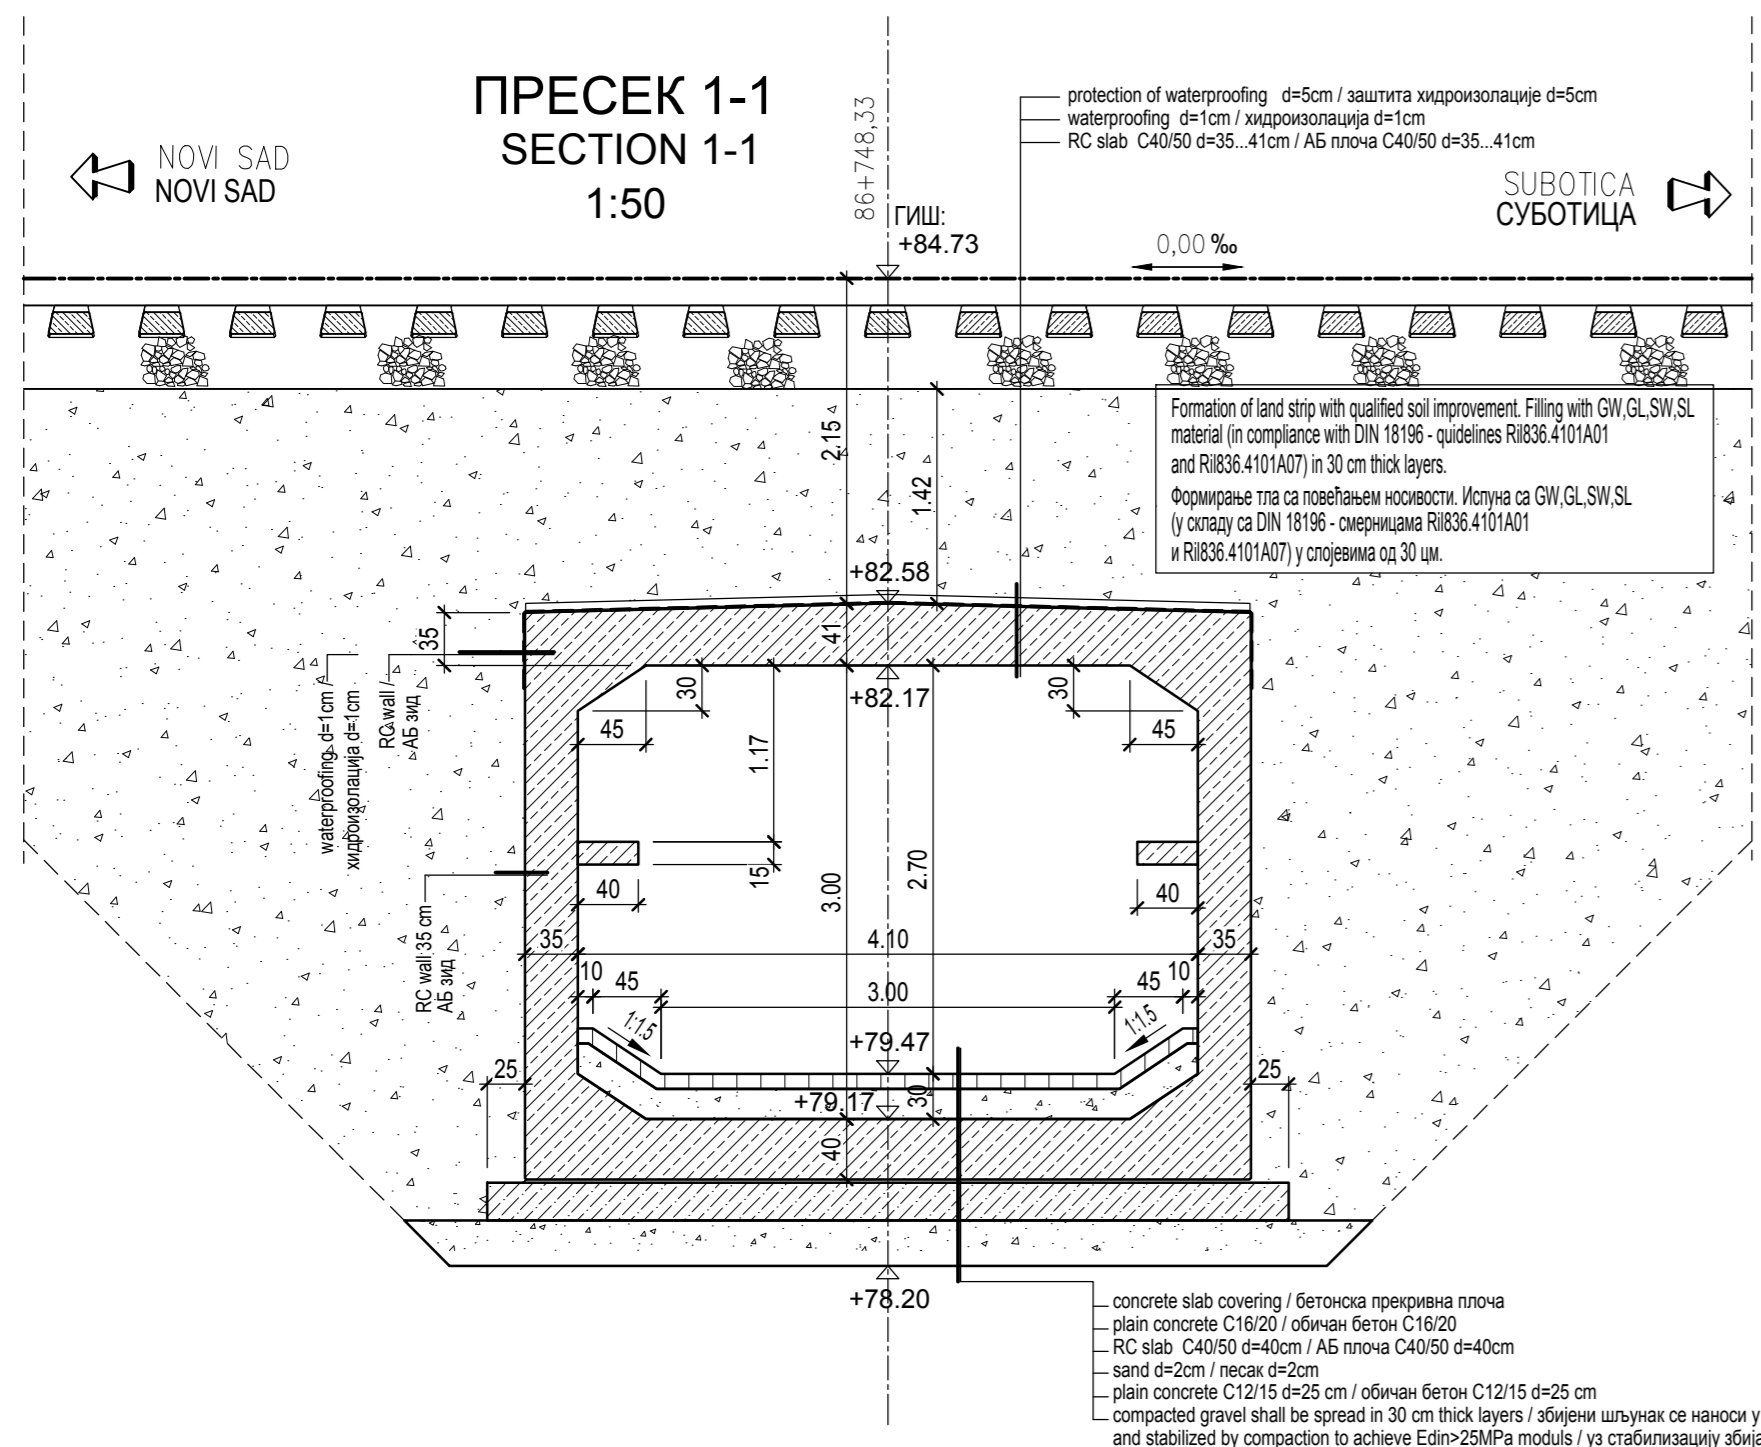 ПРЕСЕК 1-1
SECTION 1-1
1:50
NOVI SAD
NOVI SAD
86+748,33
ГИШ:
+84.73
protection of waterproofing d=5cm / заштита хидроизолације d=5cm
waterproofing d=1cm / хидроизолација d=1cm
RC slab C40/50 d=35...41cm / АБ плоча C40/50 d=35...41cm
SUBOTICA
СУБОТИЦА
0,00 ‰
Formation of land strip with qualified soil improvement. Filling with GW,GL,SW,SL
material (in compliance with DIN 18196 - quidelines Ril836.4101A01
and Ril836.4101A07) in 30 cm thick layers.
Формирање тла са повећањем носивости. Испуна са GW,GL,SW,SL
(у складу са DIN 18196 - смерницама Ril836.4101A01
и Ril836.4101A07) у слојевима од 30 цм.
2.15
1.42
+82.58
35
41
+82.17
30
30
45
45
waterproofing d=1cm /
хидроизолација d=1cm
RC wall /
АБ зид
1.17
15
3.00
2.70
40
40
RC wall 35 cm
АБ зид
35
4.10
35
10
45
3.00
45
10
1:1.5
1:1.5
+79.47
25
25
+79.17
30
40
+78.20
concrete slab covering / бетонска прекривна плоча
plain concrete C16/20 / обичан бетон C16/20
RC slab C40/50 d=40cm / АБ плоча C40/50 d=40cm
sand d=2cm / песак d=2cm
plain concrete C12/15 d=25 cm / обичан бетон C12/15 d=25 cm
compacted gravel shall be spread in 30 cm thick layers / збијени шљунак се наноси у
and stabilized by compaction to achieve Edin>25MPa moduls / уз стабилизацију збија